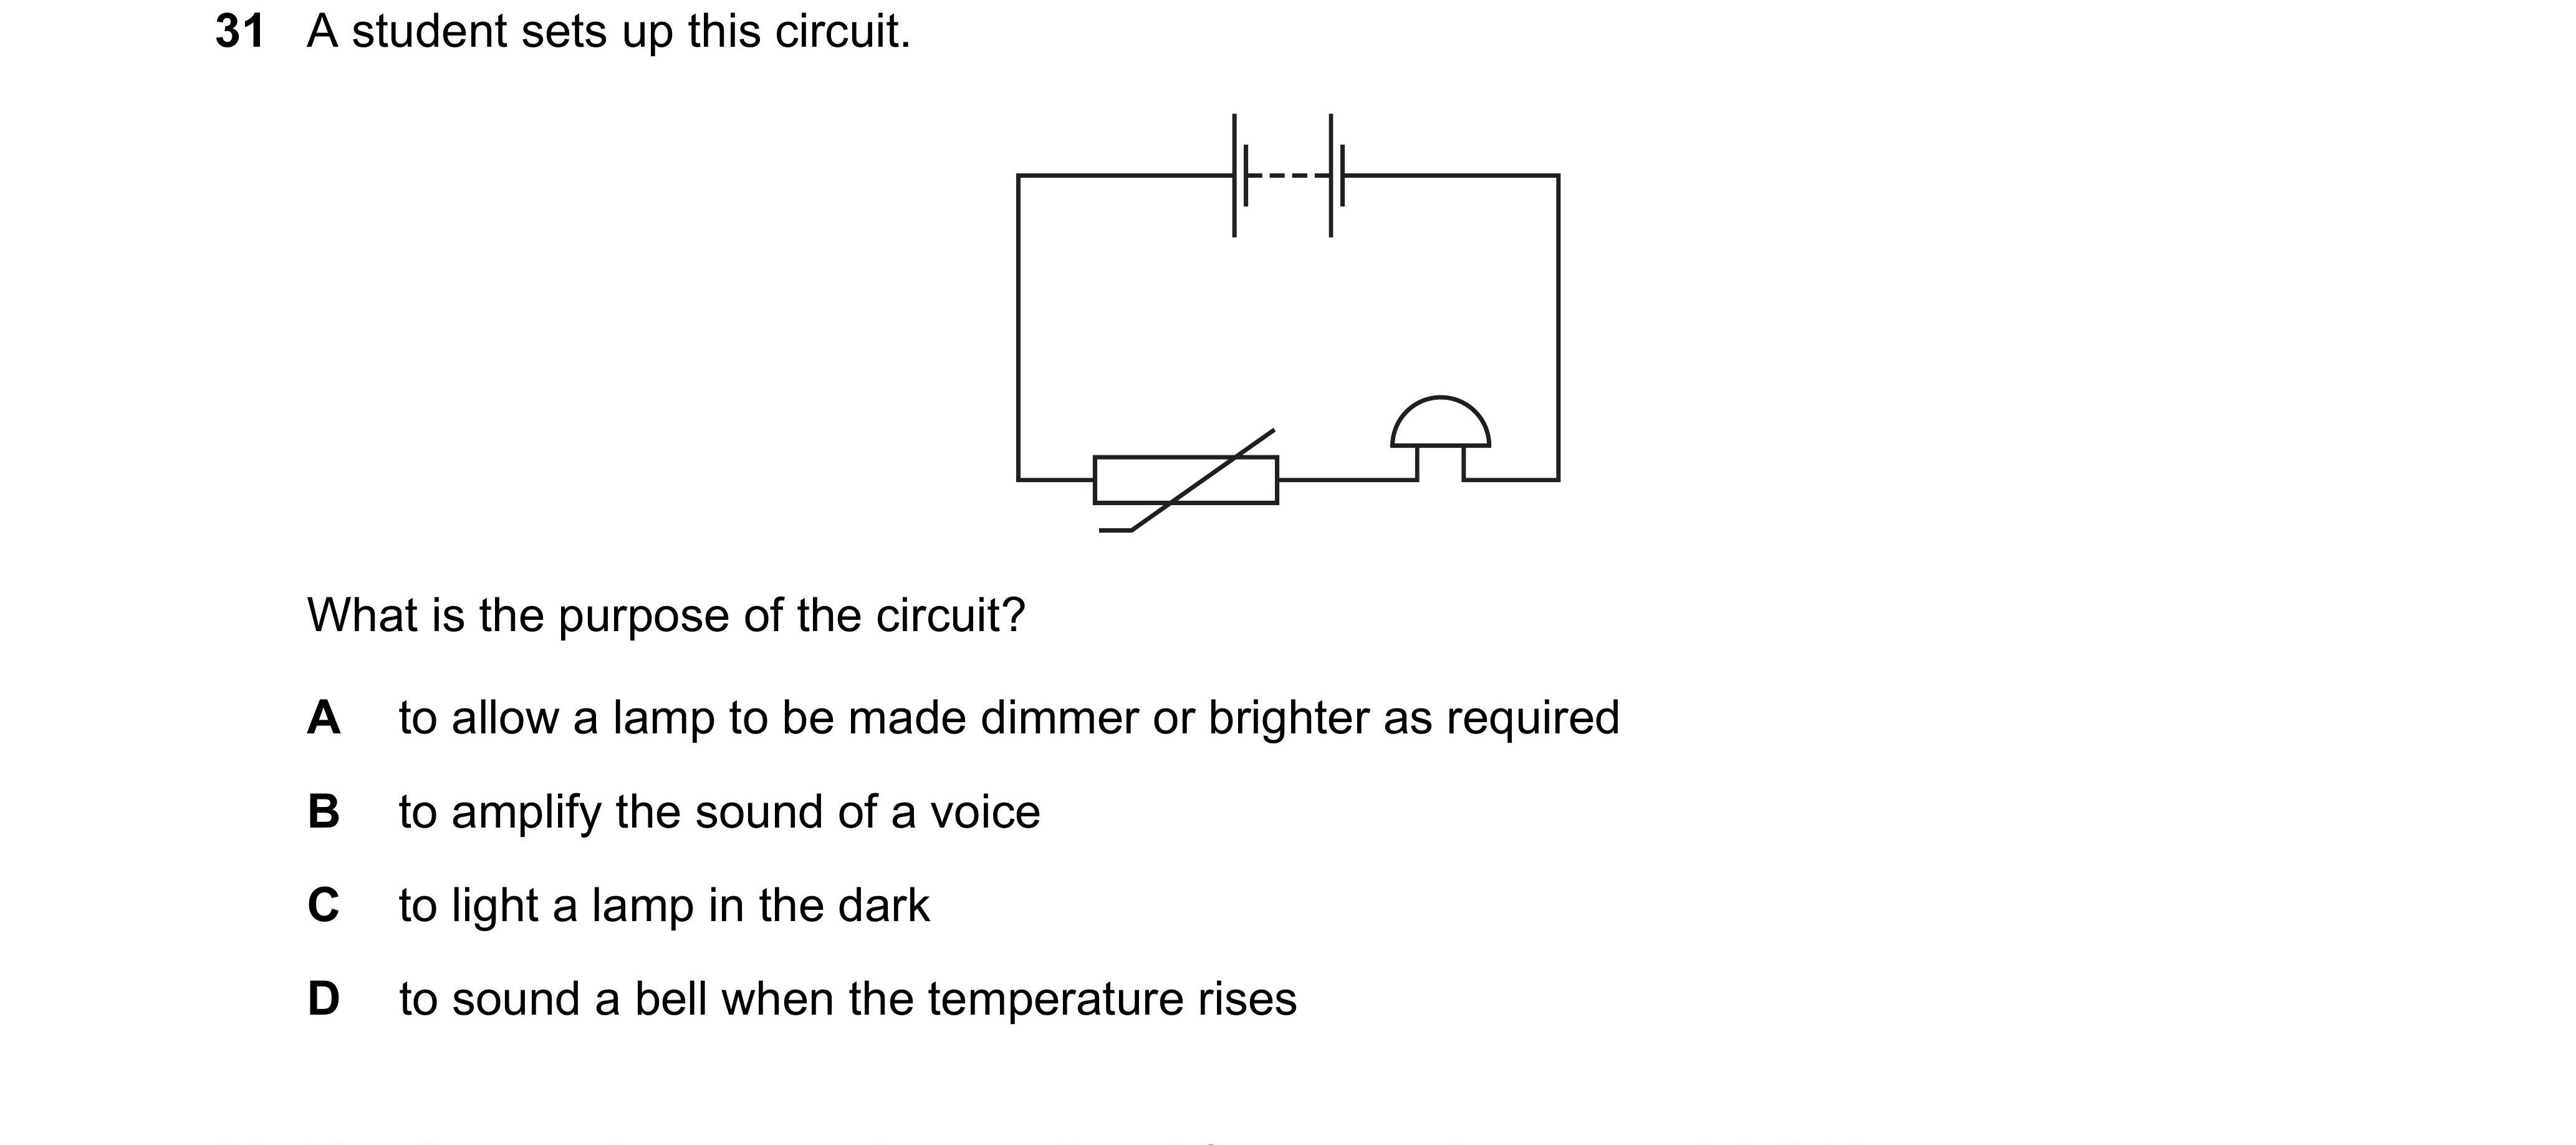 31 A student sets up this circuit.
What is the purpose of the circuit?
A to allow a lamp to be made dimmer or brighter as required
B to amplify the sound of a voice
C to light a lamp in the dark
D to sound a bell when the temperature rises